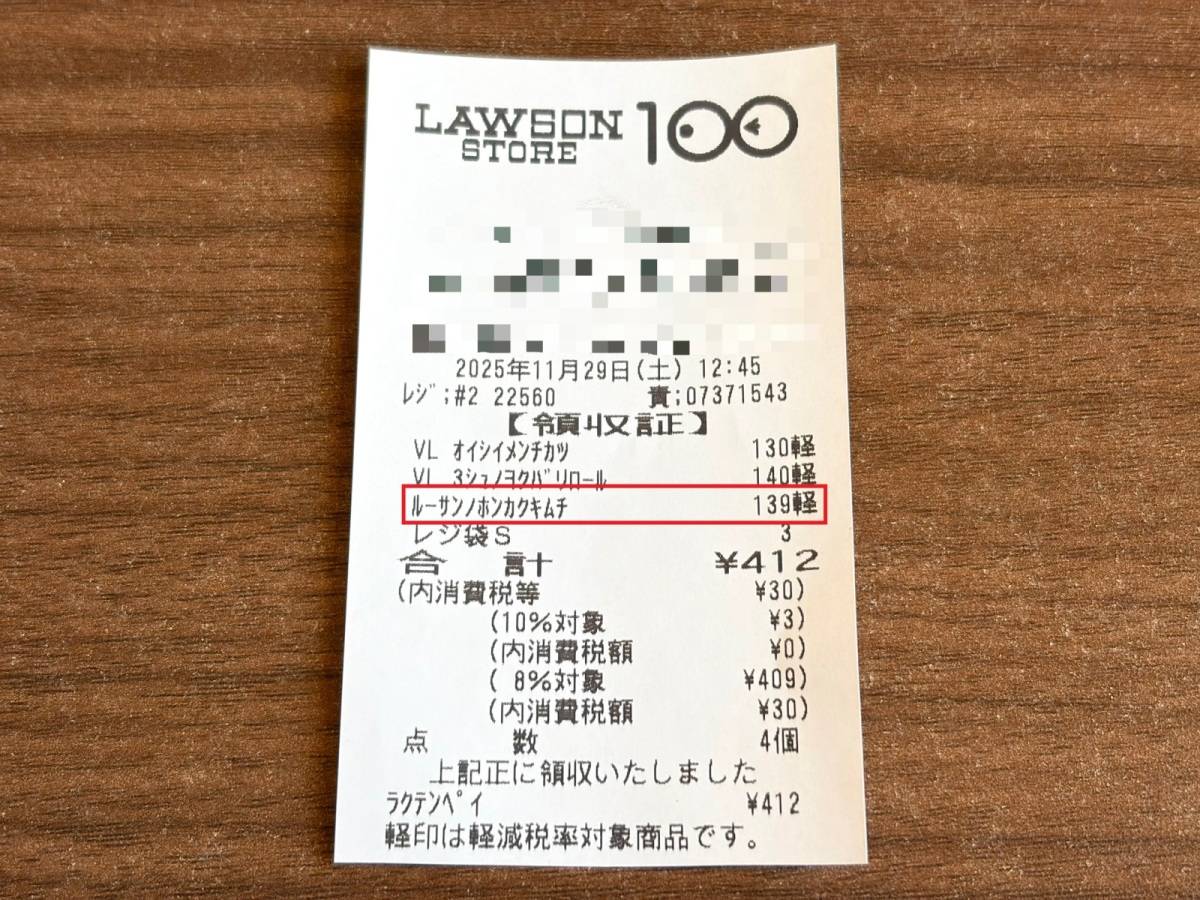 LAWSON 100
STORE
2025年11月29日(土) 12:45
レジ;#2 22560 責;07371543
【領収証】
VL オイシイメンチカツ 130軽
VL 3シュノヨクバリロール 140軽
ルーサンノホンカクキムチ 139軽
レジ袋S 3
合 計 ¥412
(内消費税等 ¥30)
(10%対象 ¥3)
(内消費税額 ¥0)
( 8%対象 ¥409)
(内消費税額 ¥30)
点 数 4個
上記正に領収いたしました
ラクテンペイ ¥412
軽印は軽減税率対象商品です。